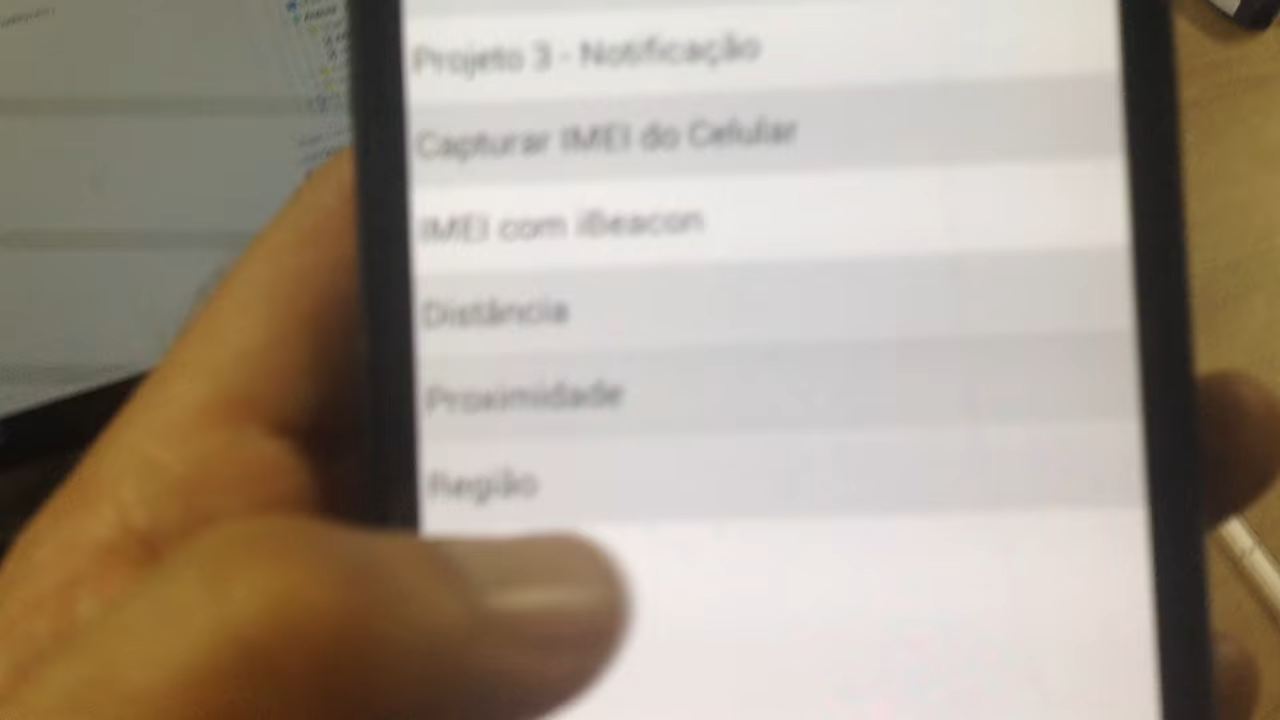 Projeto 3 - Notificação
Capturar IMEI do Celular
IMEI com iBeacon
Distância
Proximidade
Região